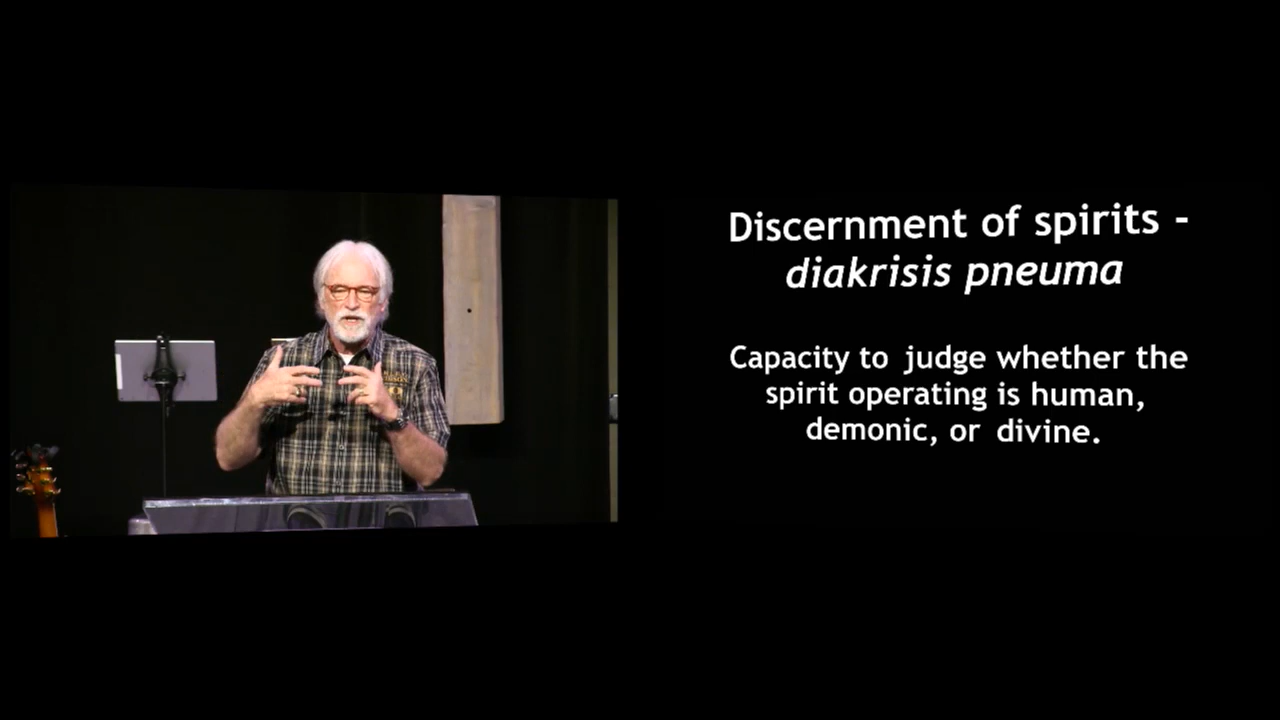 Discernment of spirits -
diakrisis pneuma
Capacity to judge whether the
spirit operating is human,
demonic, or divine.